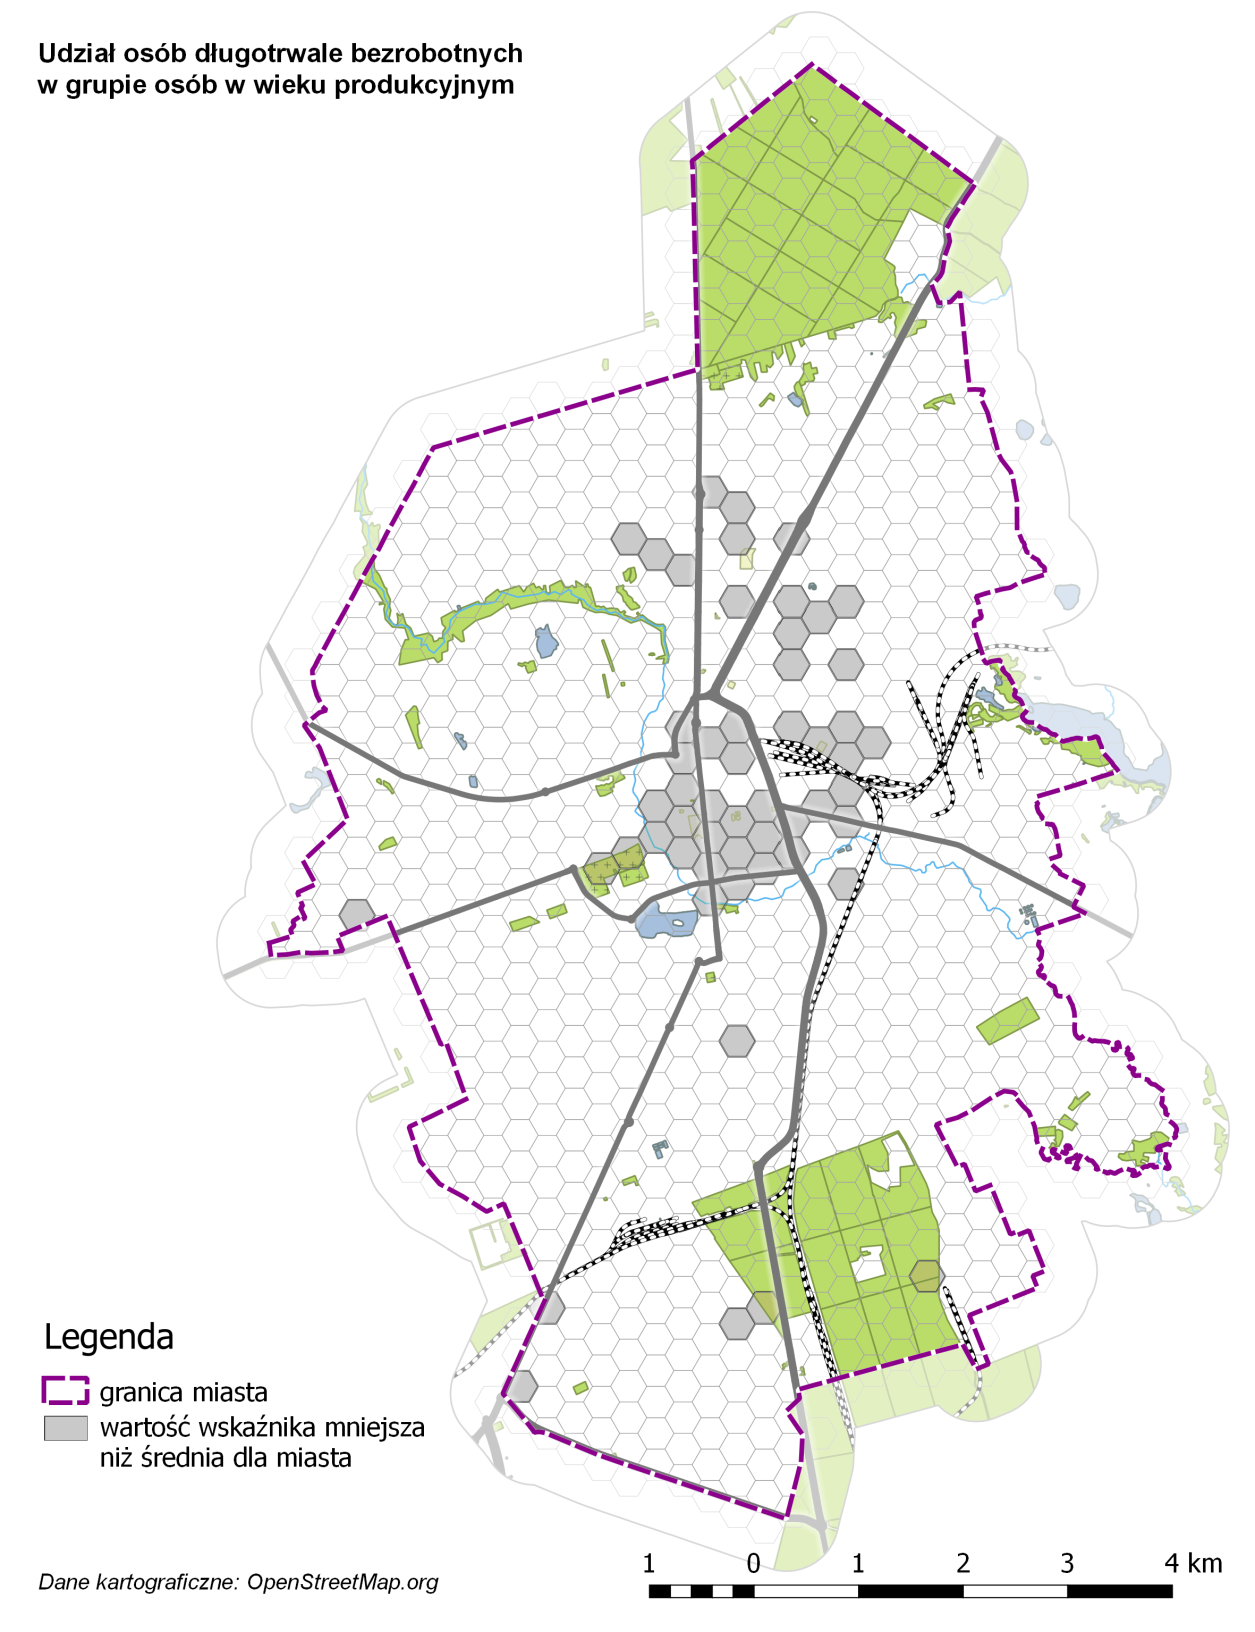 Udział osób długotrwale bezrobotnych
w grupie osób w wieku produkcyjnym
Legenda
granica miasta
wartość wskaźnika mniejsza
niż średnia dla miasta
Dane kartograficzne: OpenStreetMap.org
1 0 1 2 3 4 km